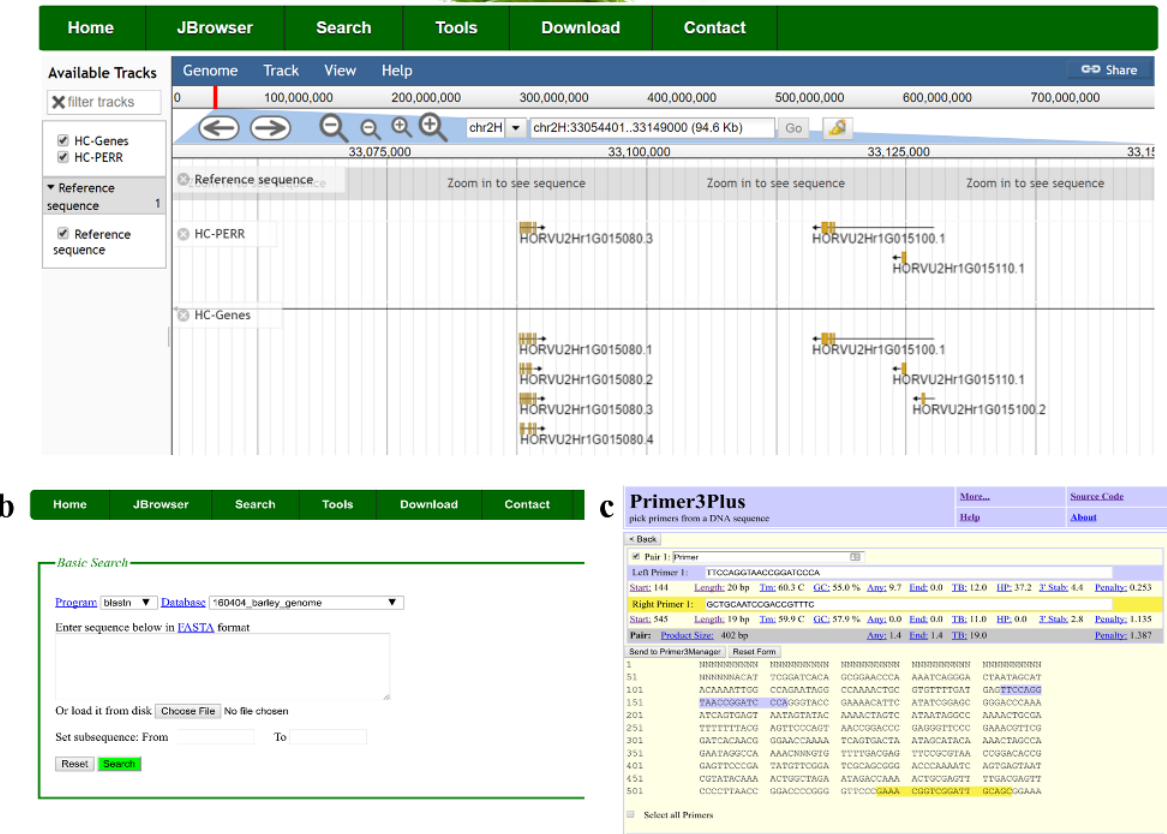 Home JBrowser Search Tools Download Contact
Available Tracks
filter tracks
HC-Genes
HC-PERR
Reference sequence 1
Reference sequence
Genome Track View Help Share
0 100,000,000 200,000,000 300,000,000 400,000,000 500,000,000 600,000,000 700,000,000
chr2H chr2H:33054401..33149000 (94.6 Kb) Go
33,075,000 33,100,000 33,125,000 33,15
Reference sequence Zoom in to see sequence Zoom in to see sequence Zoom in to see sequence
HC-PERR
HORVU2Hr1G015080.3 HORVU2Hr1G015100.1
HORVU2Hr1G015110.1
HC-Genes
HORVU2Hr1G015080.1 HORVU2Hr1G015100.1
HORVU2Hr1G015080.2 HORVU2Hr1G015110.1
HORVU2Hr1G015080.3 HORVU2Hr1G015100.2
HORVU2Hr1G015080.4
b
Home JBrowser Search Tools Download Contact
Basic Search
Program blastn Database 160404_barley_genome
Enter sequence below in FASTA format
Or load it from disk Choose File No file chosen
Set subsequence: From To
Reset Search
c
Primer3Plus
pick primers from a DNA sequence
More... Source Code
Help About
< Back
Pair 1: Primer
Left Primer 1: TTCCAGGTAACCGGATCCCA
Start: 144 Length: 20 bp Tm: 60.3 C GC: 55.0 % Any: 9.7 End: 0.0 TB: 12.0 HP: 37.2 3' Stab: 4.4 Penalty: 0.253
Right Primer 1: GCTGCAATCCGACCGTTTC
Start: 545 Length: 19 bp Tm: 59.9 C GC: 57.9 % Any: 0.0 End: 0.0 TB: 11.0 HP: 0.0 3' Stab: 2.8 Penalty: 1.135
Pair: Product Size: 402 bp Any: 1.4 End: 1.4 TB: 19.0 Penalty: 1.387
Send to Primer3Manager Reset Form
1 NNNNNNNNNN NNNNNNNNNN NNNNNNNNNN NNNNNNNNNN NNNNNNNNNN
51 NNNNNNACAT TCGGATCACA GCGGAACCCA AAATCAGGGA CTAATAGCAT
101 ACAAAATTGG CCAGAATAGG CCAAAACTGC GTGTTTTGAT GAGTTCCAGG
151 TAACCGGATC CCAGGGTACC GAAAACATTC ATATCGGAGC GGGACCCAAA
201 ATCAGTGAGT AATAGTATAC AAAACTAGTC ATAATAGGCC AAAACTGCGA
251 TTTTTTTACG AGTTCCCAGT AACCGGACCC GAGGGTTCCC GAAACGTTCG
301 GATCACAACG GGAACCAAAA TCAGTGACTA ATAGCATACA AAACTAGCCA
351 GAATAGGCCA AAACNNNGTG TTTTGACGAG TTCCGCGTAA CCGGACACCG
401 GAGTTCCCGA TATGTTCGGA TCGCAGCGGG ACCCAAAATC AGTGAGTAAT
451 CGTATACAAA ACTGGCTAGA ATAGACCAAA ACTGCGAGTT TTGACGAGTT
501 CCCCTTAACC GGACCCCGGG GTTCCCGAAA CGGTCGGATT GCAGCGGAAA
Select all Primers